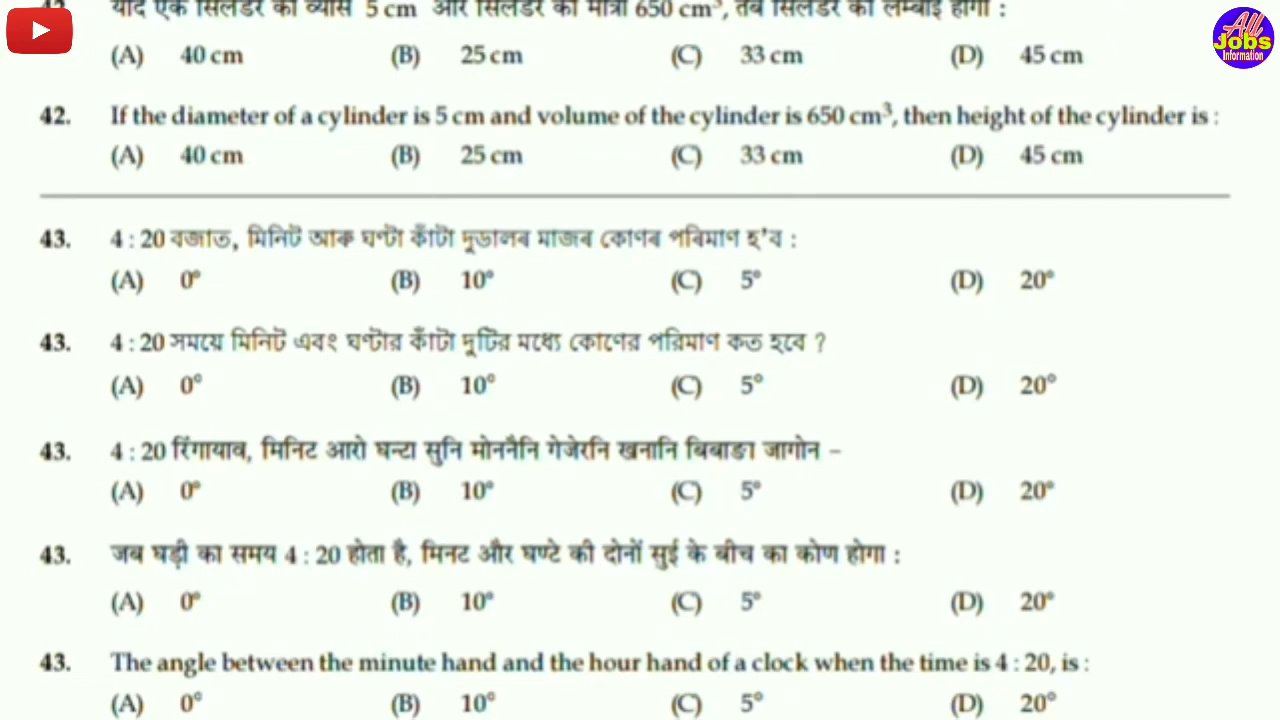 42. यदि एक सिलेंडर का व्यास 5 cm और सिलेंडर की मात्रा 650 cm³, तब सिलेंडर की लम्बाई होगी :
(A) 40 cm (B) 25 cm (C) 33 cm (D) 45 cm
All Jobs Information
42. If the diameter of a cylinder is 5 cm and volume of the cylinder is 650 cm³, then height of the cylinder is :
(A) 40 cm (B) 25 cm (C) 33 cm (D) 45 cm
43. 4 : 20 বজাত, মিনিট আৰু ঘণ্টা কাঁটা দুডালৰ মাজৰ কোণৰ পৰিমাণ হ'ব :
(A) 0° (B) 10° (C) 5° (D) 20°
43. 4 : 20 সময়ে মিনিট এবং ঘণ্টার কাঁটা দুটির মধ্যে কোণের পরিমাণ কত হবে ?
(A) 0° (B) 10° (C) 5° (D) 20°
43. 4 : 20 रिंगायाव, मिनिट आरो घन्टा सुनि मोननैनि गेजेरनि खनानि बिबाङा जागोन –
(A) 0° (B) 10° (C) 5° (D) 20°
43. जब घड़ी का समय 4 : 20 होता है, मिनट और घण्टे की दोनों सुई के बीच का कोण होगा :
(A) 0° (B) 10° (C) 5° (D) 20°
43. The angle between the minute hand and the hour hand of a clock when the time is 4 : 20, is :
(A) 0° (B) 10° (C) 5° (D) 20°